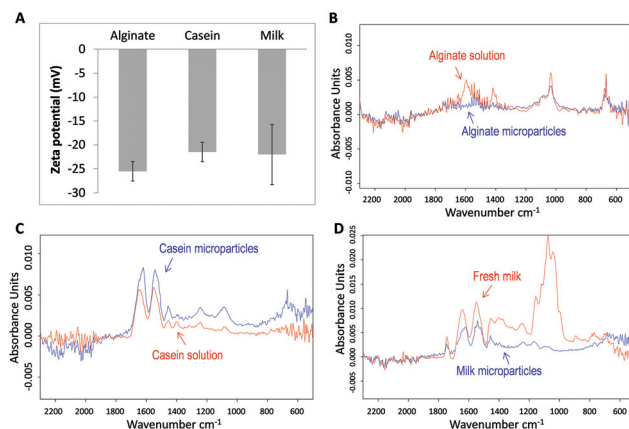 A
Alginate Casein Milk
Zeta potential (mV)
0
-5
-10
-15
-20
-25
-30
B
Absorbance Units
0.010
0.005
0.000
-0.005
-0.010
Alginate solution
Alginate microparticles
2200 2000 1800 1600 1400 1200 1000 800 600
Wavenumber cm-1
C
Absorbance Units
0.010
0.005
0.000
-0.005
Casein microparticles
Casein solution
2200 2000 1800 1600 1400 1200 1000 800 600
Wavenumber cm-1
D
Absorbance Units
0.025
0.020
0.015
0.010
0.005
0.000
Fresh milk
Milk microparticles
2200 2000 1800 1600 1400 1200 1000 800 600
Wavenumber cm-1